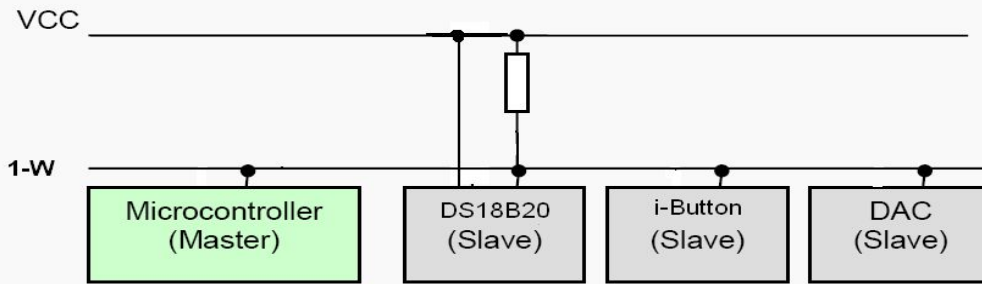 VCC
1-W
Microcontroller
(Master)
DS18B20
(Slave)
i-Button
(Slave)
DAC
(Slave)